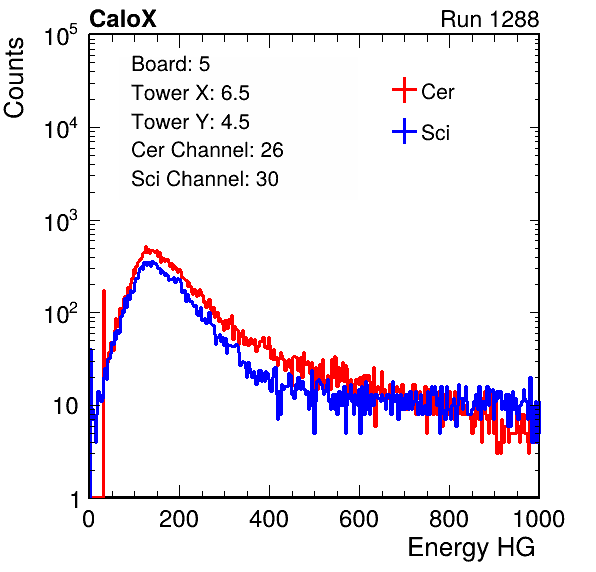 CaloX Run 1288
Counts
Board: 5
Tower X: 6.5
Tower Y: 4.5
Cer Channel: 26
Sci Channel: 30
Cer
Sci
10^5
10^4
10^3
10^2
10
1
0 200 400 600 800 1000
Energy HG